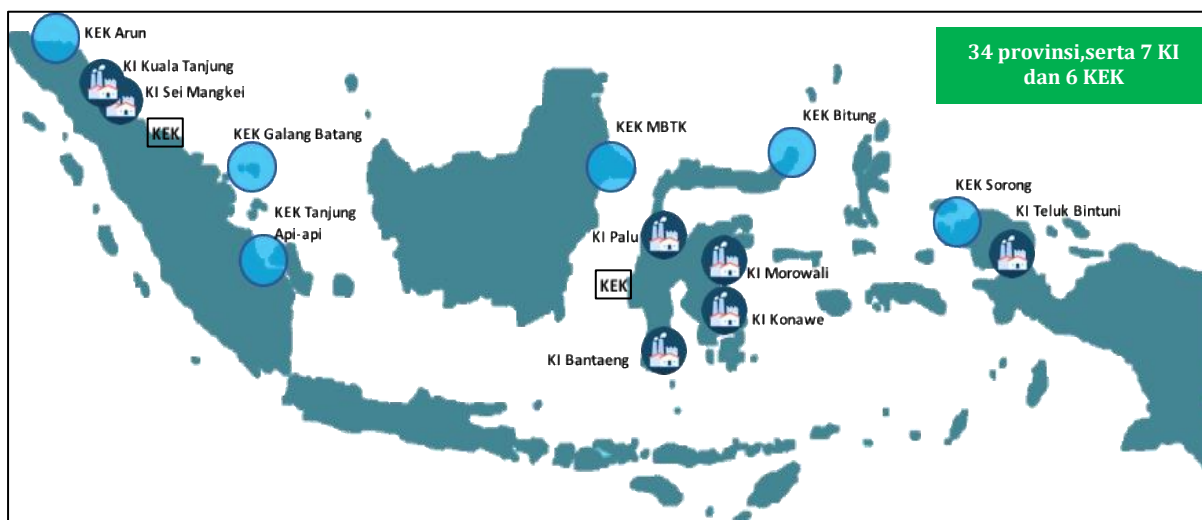 KEK Arun
34 provinsi,serta 7 KI
dan 6 KEK
KI Kuala Tanjung
KI Sei Mangkei
KEK
KEK Galang Batang
KEK MBTK
KEK Bitung
KEK Tanjung
Api-api
KEK Sorong
KI Teluk Bintuni
KI Palu
KI Morowali
KEK
KI Konawe
KI Bantaeng